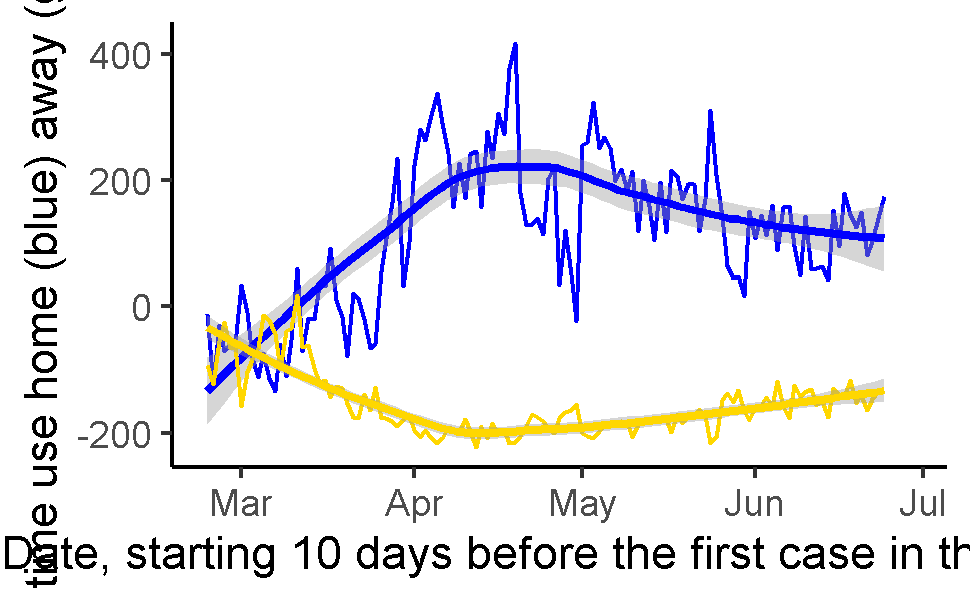 time use home (blue) away (
400
200
0
-200
Mar Apr May Jun Jul
Date, starting 10 days before the first case in th